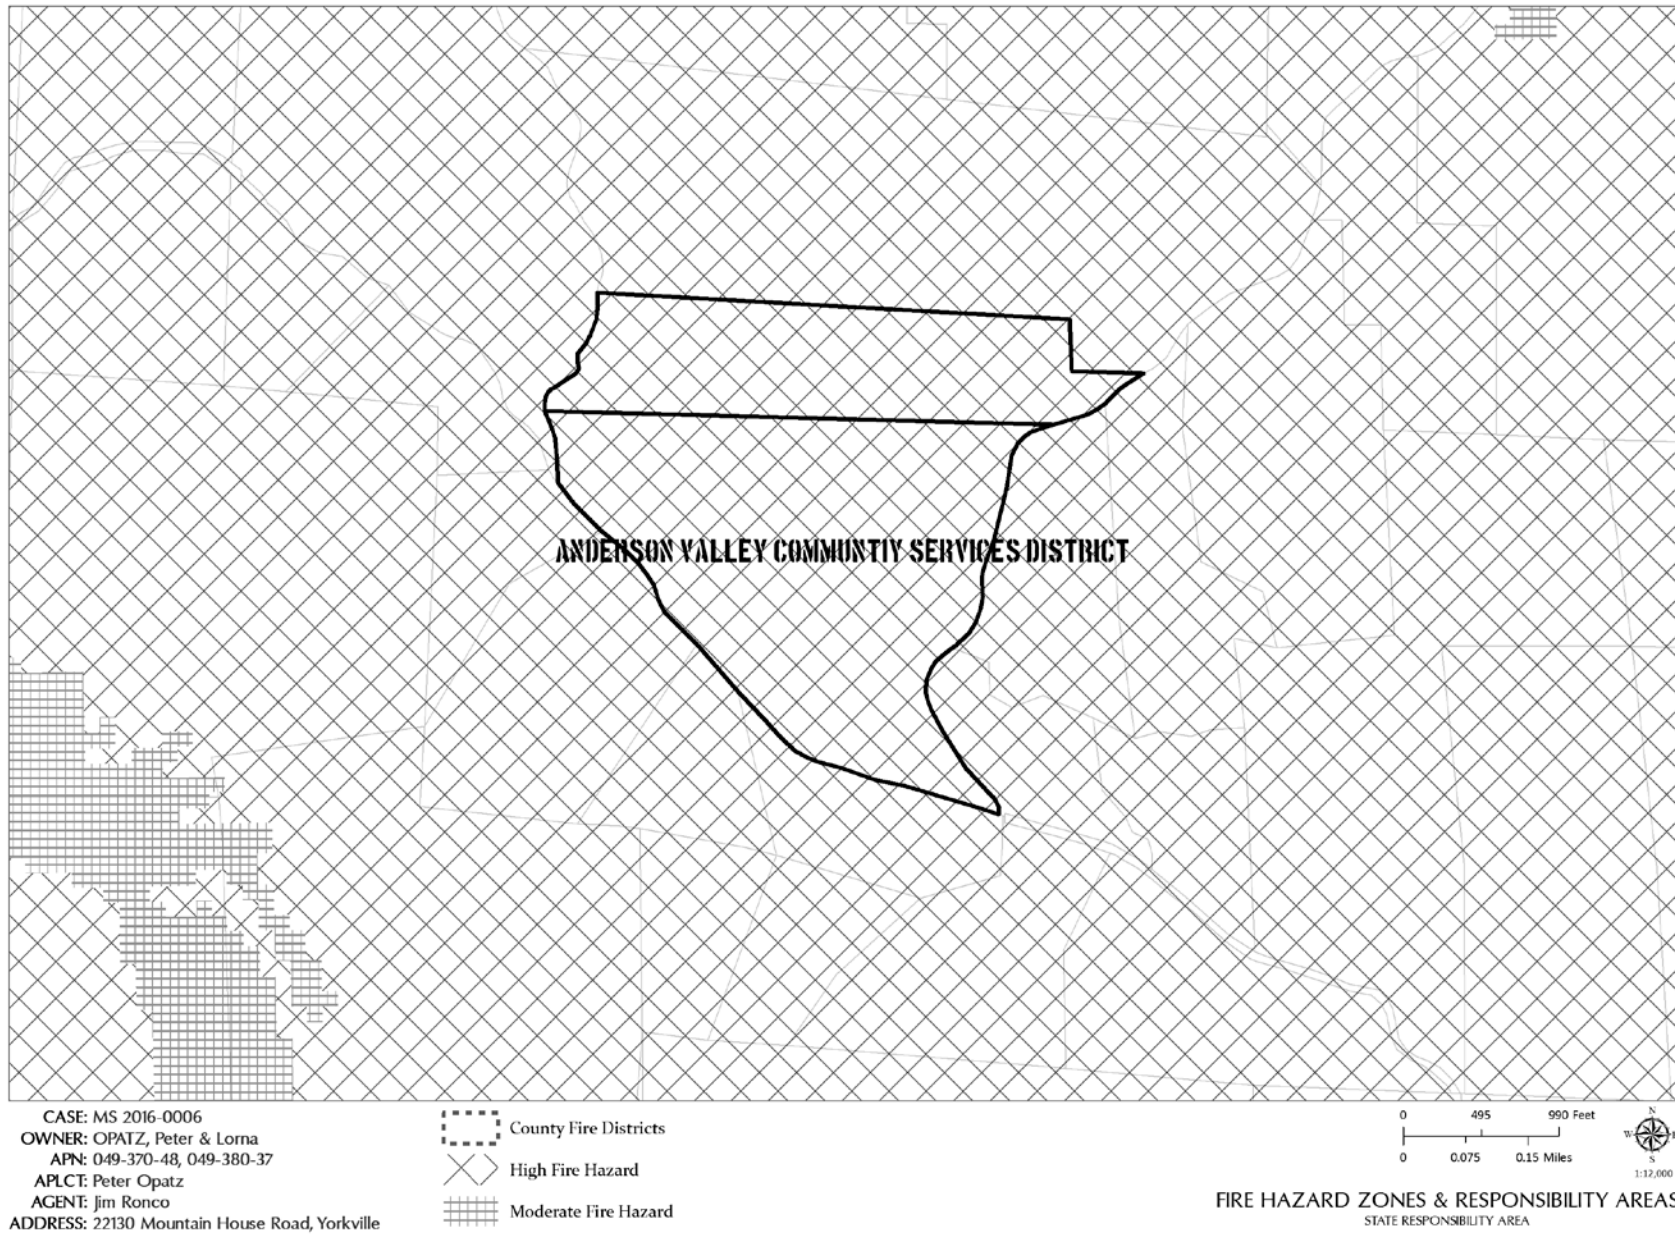 ANDERSON VALLEY COMMUNTIY SERVICES DISTRICT
CASE: MS 2016-0006
OWNER: OPATZ, Peter & Lorna
APN: 049-370-48, 049-380-37
APLCT: Peter Opatz
AGENT: Jim Ronco
ADDRESS: 22130 Mountain House Road, Yorkville
County Fire Districts
High Fire Hazard
Moderate Fire Hazard
0 495 990 Feet
0 0.075 0.15 Miles
N
W
S
1:12,000
FIRE HAZARD ZONES & RESPONSIBILITY AREAS
STATE RESPONSIBILITY AREA